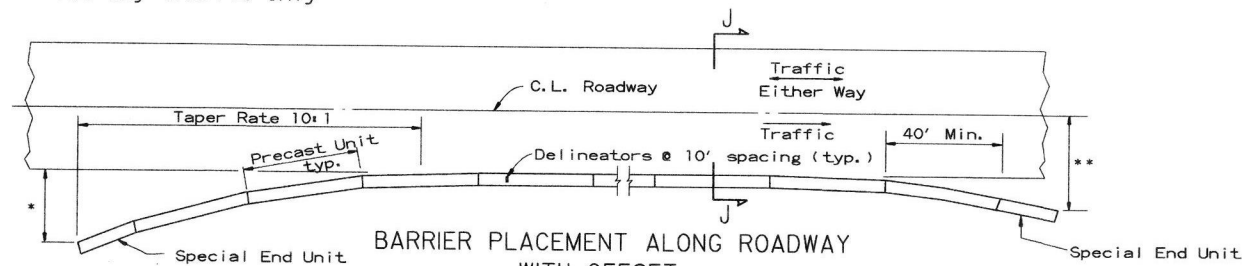 J
Traffic
Either Way
C.L. Roadway
Taper Rate 10:1
Traffic
40' Min.
Precast Unit
typ.
Delineators @ 10' spacing (typ.)
**
*
J
BARRIER PLACEMENT ALONG ROADWAY
Special End Unit
Special End Unit